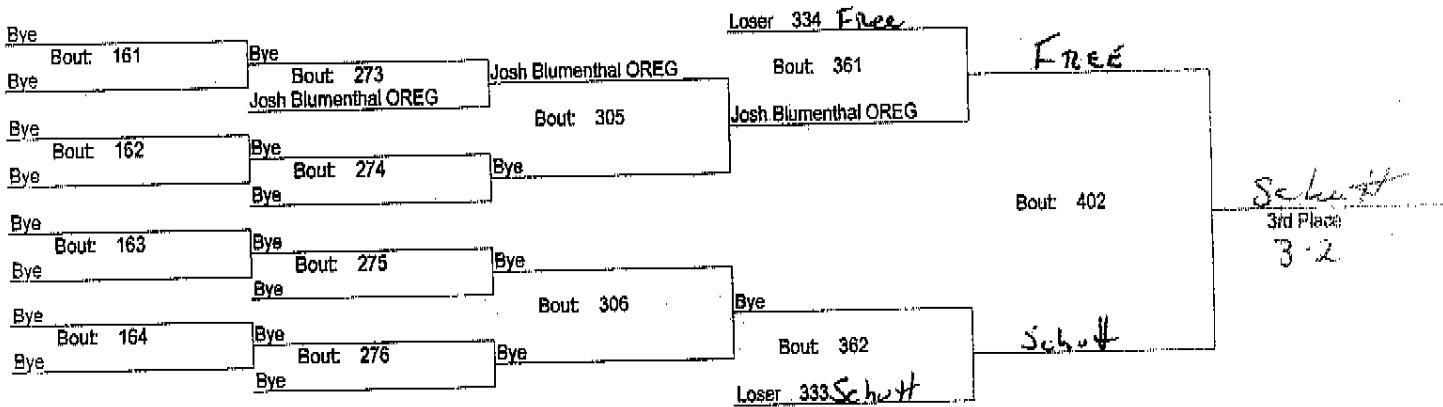 Loser 334 Free
Bye
Bout: 161
Bye
Bye
Bout: 273
Josh Blumenthal OREG
Josh Blumenthal OREG
Bout: 361
FREE
Bye
Bout: 162
Bye
Bye
Bout: 274
Bye
Bye
Bout: 305
Josh Blumenthal OREG
Bout: 402
Schutt
3rd Place
3-2
Bye
Bout: 163
Bye
Bye
Bout: 275
Bye
Bye
Bout: 306
Bye
Bye
Bout: 164
Bye
Bye
Bout: 276
Bye
Bye
Bout: 362
Schutt
Loser 333 Schutt